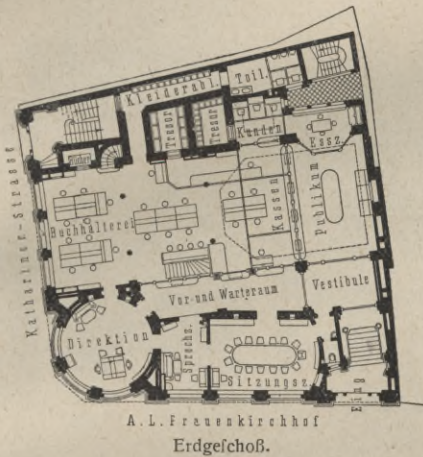 Kleiderabl.
Toil.
Tresor
Tresor
Kunden
Essz.
Bücher
Buchhalterei
Kassen
Publikum
Vor-und Warteraum
Vestibule
Direktion
Sprechz.
Sitzungsz.
Katharinen-Strasse
A. L. Frauenkirchhof
Erdgeſchoß.